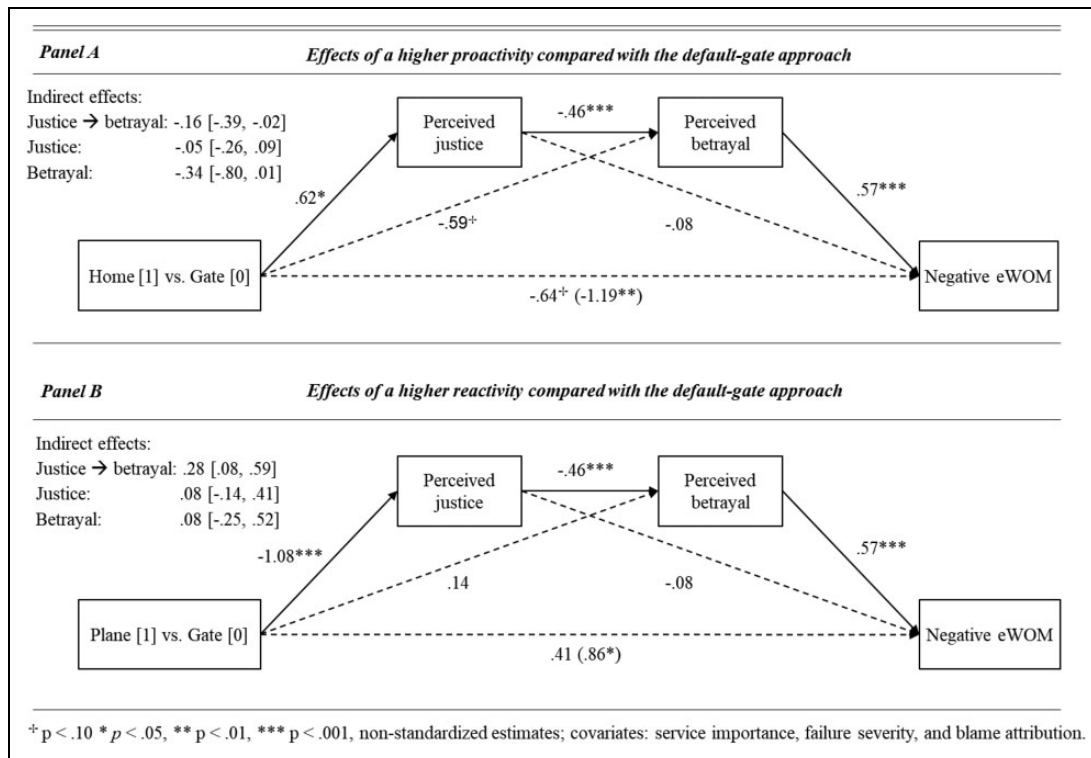 Panel A Effects of a higher proactivity compared with the default-gate approach
Indirect effects:
Justice → betrayal: -.16 [-.39, -.02]
Justice: -.05 [-.26, .09]
Betrayal: -.34 [-.80, .01]
Perceived
justice
-.46***
Perceived
betrayal
.62*
-.59✢
-.08
.57***
Home [1] vs. Gate [0]
Negative eWOM
-.64✢ (-1.19**)
Panel B Effects of a higher reactivity compared with the default-gate approach
Indirect effects:
Justice → betrayal: .28 [.08, .59]
Justice: .08 [-.14, .41]
Betrayal: .08 [-.25, .52]
Perceived
justice
-.46***
Perceived
betrayal
-1.08***
.14
-.08
.57***
Plane [1] vs. Gate [0]
Negative eWOM
.41 (.86*)
✢ p < .10 * p < .05, ** p < .01, *** p < .001, non-standardized estimates; covariates: service importance, failure severity, and blame attribution.